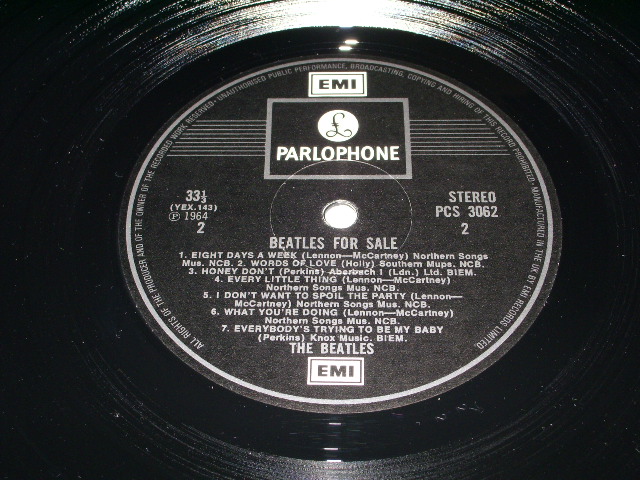 ALL RIGHTS OF THE PRODUCER AND OF THE OWNER OF THE RECORDED WORK RESERVED · UNAUTHORISED PUBLIC PERFORMANCE, BROADCASTING, COPYING AND HIRING OF THIS RECORD PROHIBITED · MANUFACTURED IN THE UK BY EMI RECORDS LIMITED
EMI
£
PARLOPHONE
33⅓
(YEX.143)
Ⓟ 1964
2
STEREO
PCS 3062
2
BEATLES FOR SALE
1. EIGHT DAYS A WEEK (Lennon—McCartney) Northern Songs
Mus. NCB. 2. WORDS OF LOVE (Holly) Southern Mups. NCB.
3. HONEY DON'T (Perkins) Aberbach (Ldn.) Ltd. BIEM.
4. EVERY LITTLE THING (Lennon—McCartney)
Northern Songs Mus. NCB.
5. I DON'T WANT TO SPOIL THE PARTY (Lennon—
McCartney) Northern Songs Mus. NCB.
6. WHAT YOU'RE DOING (Lennon—McCartney)
Northern Songs Mus. NCB.
7. EVERYBODY'S TRYING TO BE MY BABY
(Perkins) Knox Music. BIEM.
THE BEATLES
EMI